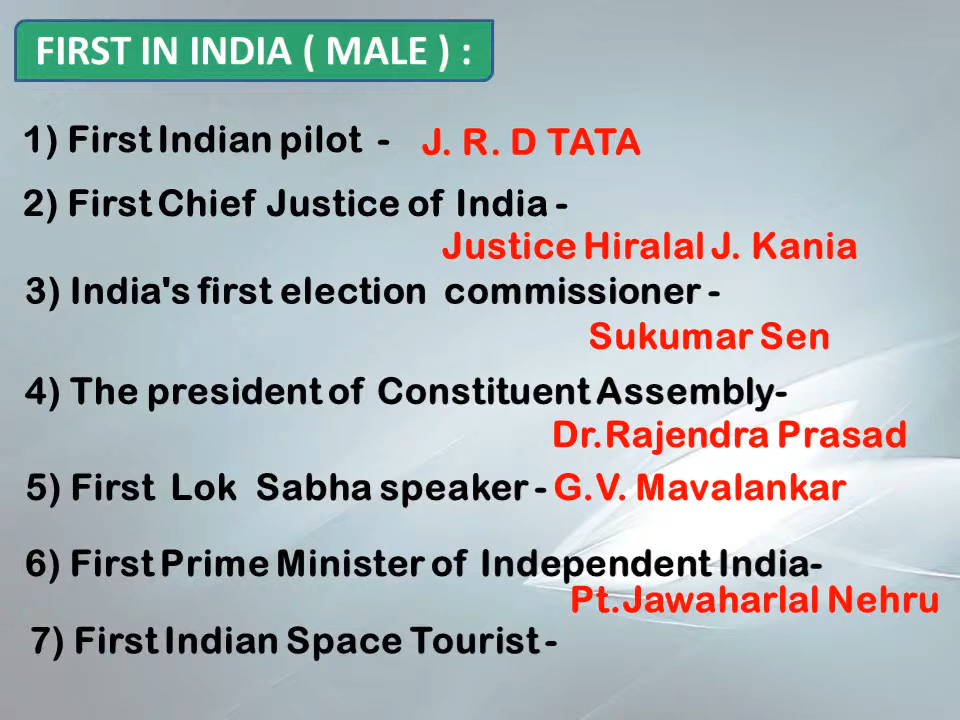 FIRST IN INDIA ( MALE ) :
1) First Indian pilot - J. R. D TATA
2) First Chief Justice of India -
Justice Hiralal J. Kania
3) India's first election commissioner -
Sukumar Sen
4) The president of Constituent Assembly-
Dr.Rajendra Prasad
5) First Lok Sabha speaker - G.V. Mavalankar
6) First Prime Minister of Independent India-
Pt.Jawaharlal Nehru
7) First Indian Space Tourist -